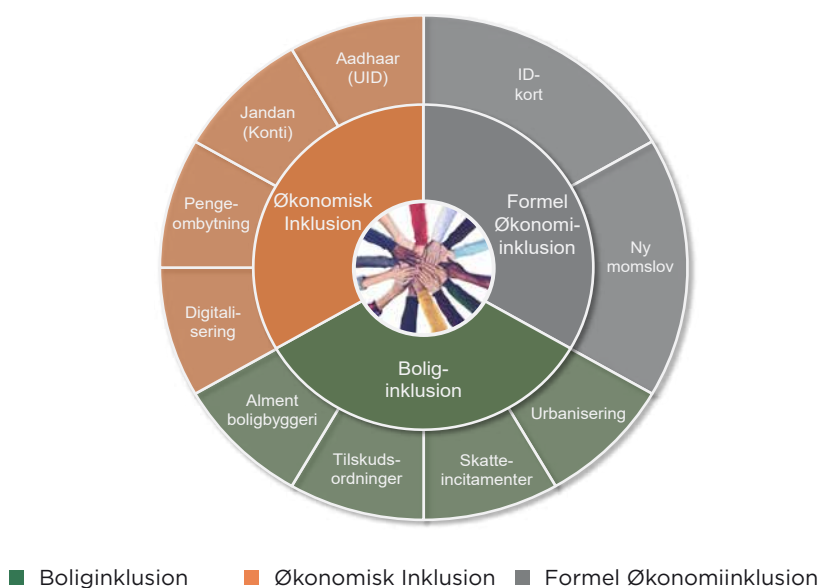 Aadhaar
(UID)
ID-
kort
Jandan
(Konti)
Penge-
ombytning
Økonomisk
Inklusion
Formel
Økonomi-
inklusion
Ny
momslov
Digitali-
sering
Bolig-
inklusion
Alment
boligbyggeri
Tilskuds-
ordninger
Skatte-
incitamenter
Urbanisering
Boliginklusion
Økonomisk Inklusion
Formel Økonomiinklusion